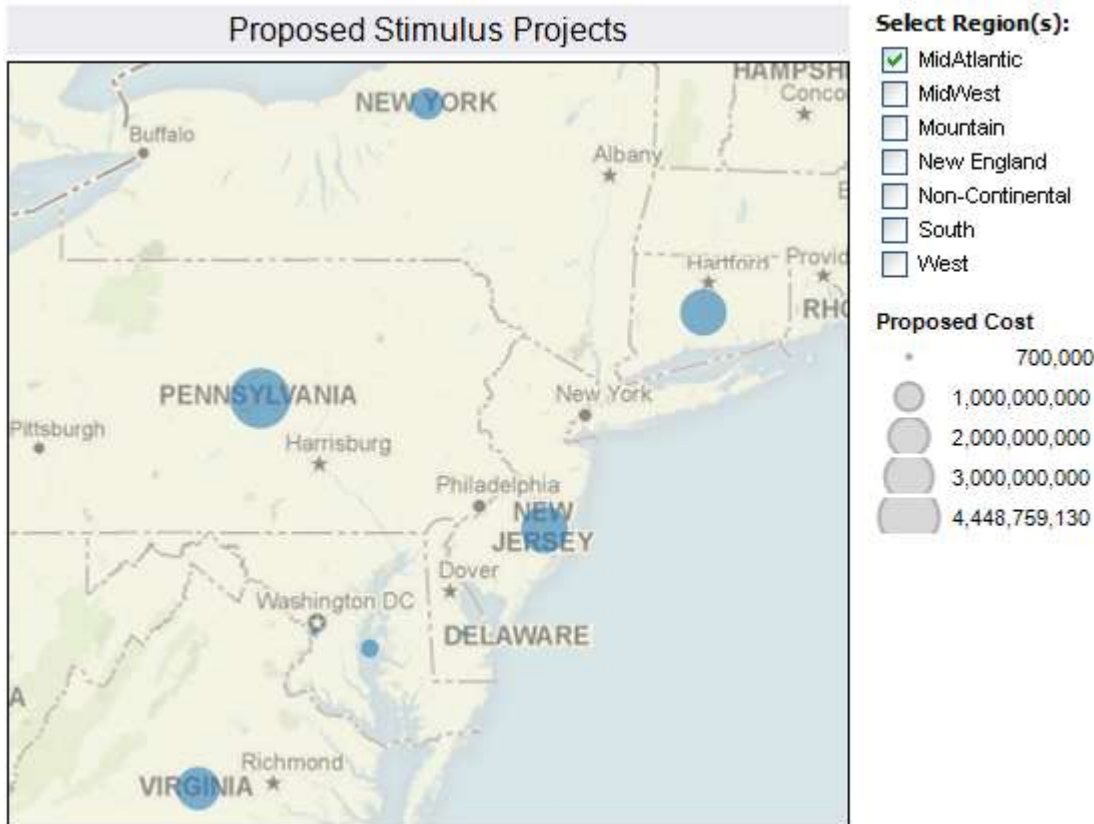 Proposed Stimulus Projects
HAMPSHI
Conco
NEW YORK
Buffalo
Albany
Hartford
Provid
RHO
PENNSYLVANIA
New York
Pittsburgh
Harrisburg
Philadelphia
NEW
JERSEY
Dover
Washington DC
DELAWARE
A
Richmond
VIRGINIA
Select Region(s):
MidAtlantic
MidWest
Mountain
New England
Non-Continental
South
West
Proposed Cost
700,000
1,000,000,000
2,000,000,000
3,000,000,000
4,448,759,130